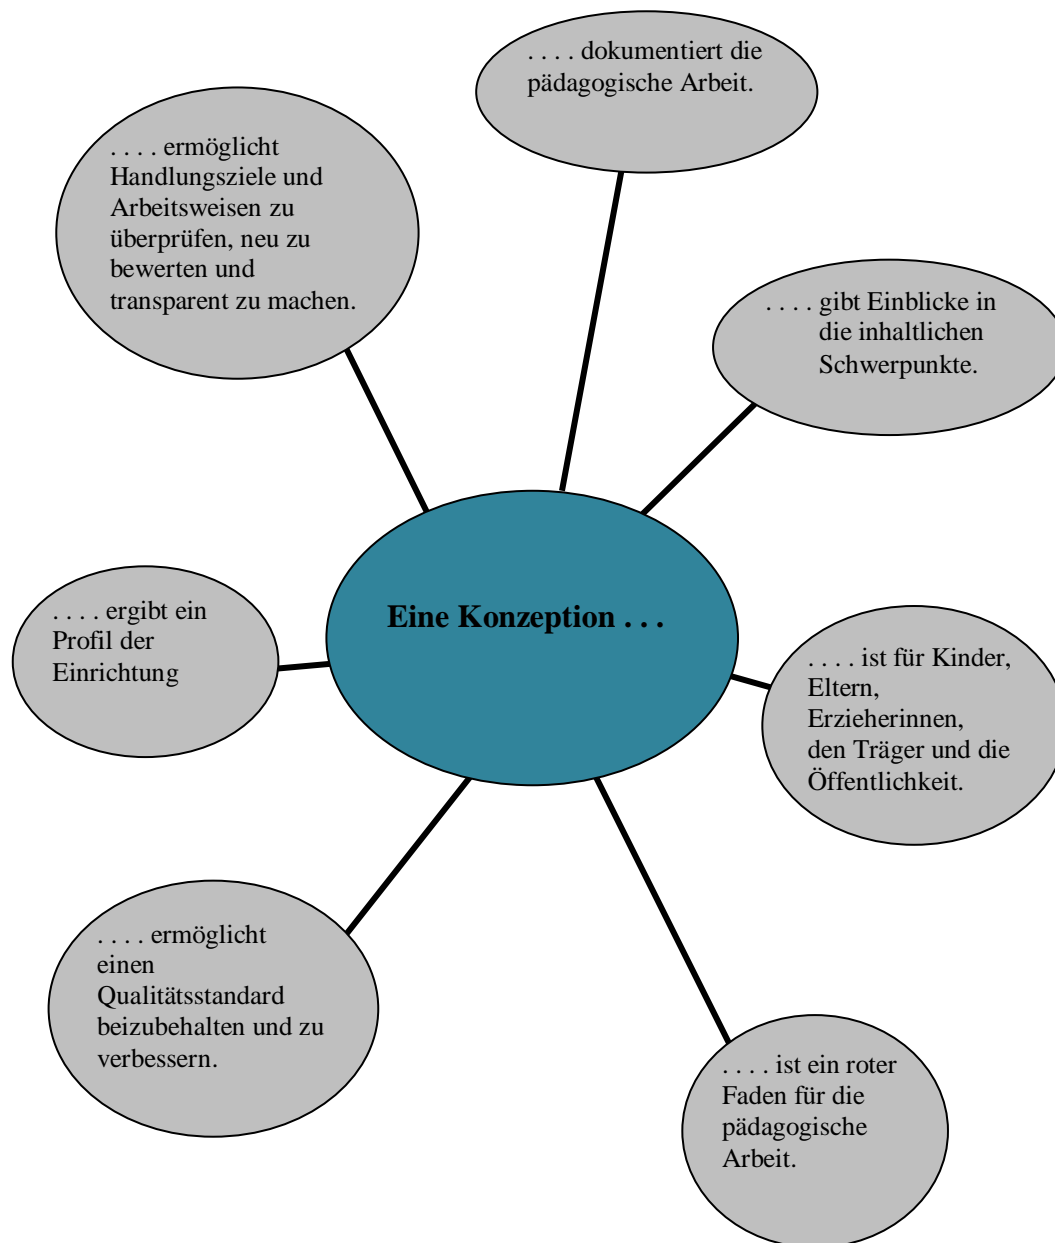 . . . . dokumentiert die
pädagogische Arbeit.
. . . . ermöglicht
Handlungsziele und
Arbeitsweisen zu
überprüfen, neu zu
bewerten und
transparent zu machen.
. . . . gibt Einblicke in
die inhaltlichen
Schwerpunkte.
Eine Konzeption . . .
. . . . ergibt ein
Profil der
Einrichtung
. . . . ist für Kinder,
Eltern,
Erzieherinnen,
den Träger und die
Öffentlichkeit.
. . . . ermöglicht
einen
Qualitätsstandard
beizubehalten und zu
verbessern.
. . . . ist ein roter
Faden für die
pädagogische
Arbeit.